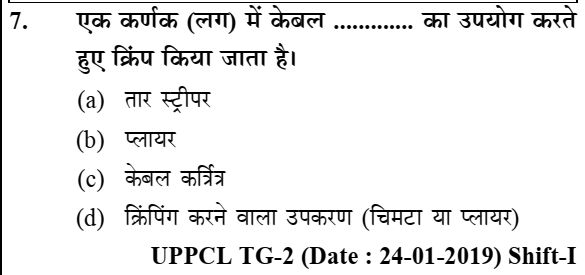 7. एक कर्णक (लग) में केबल ............. का उपयोग करते
हुए क्रिंप किया जाता है।
(a) तार स्ट्रीपर
(b) प्लायर
(c) केबल कर्त्रित्र
(d) क्रिंपिंग करने वाला उपकरण (चिमटा या प्लायर)
UPPCL TG-2 (Date : 24-01-2019) Shift-I